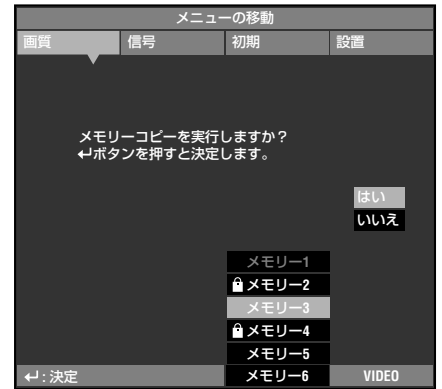 メニューの移動
画質 信号 初期 設置
メモリーコピーを実行しますか？
↵ボタンを押すと決定します。
はい
いいえ
メモリー1
メモリー2
メモリー3
メモリー4
メモリー5
↵:決定 メモリー6 VIDEO